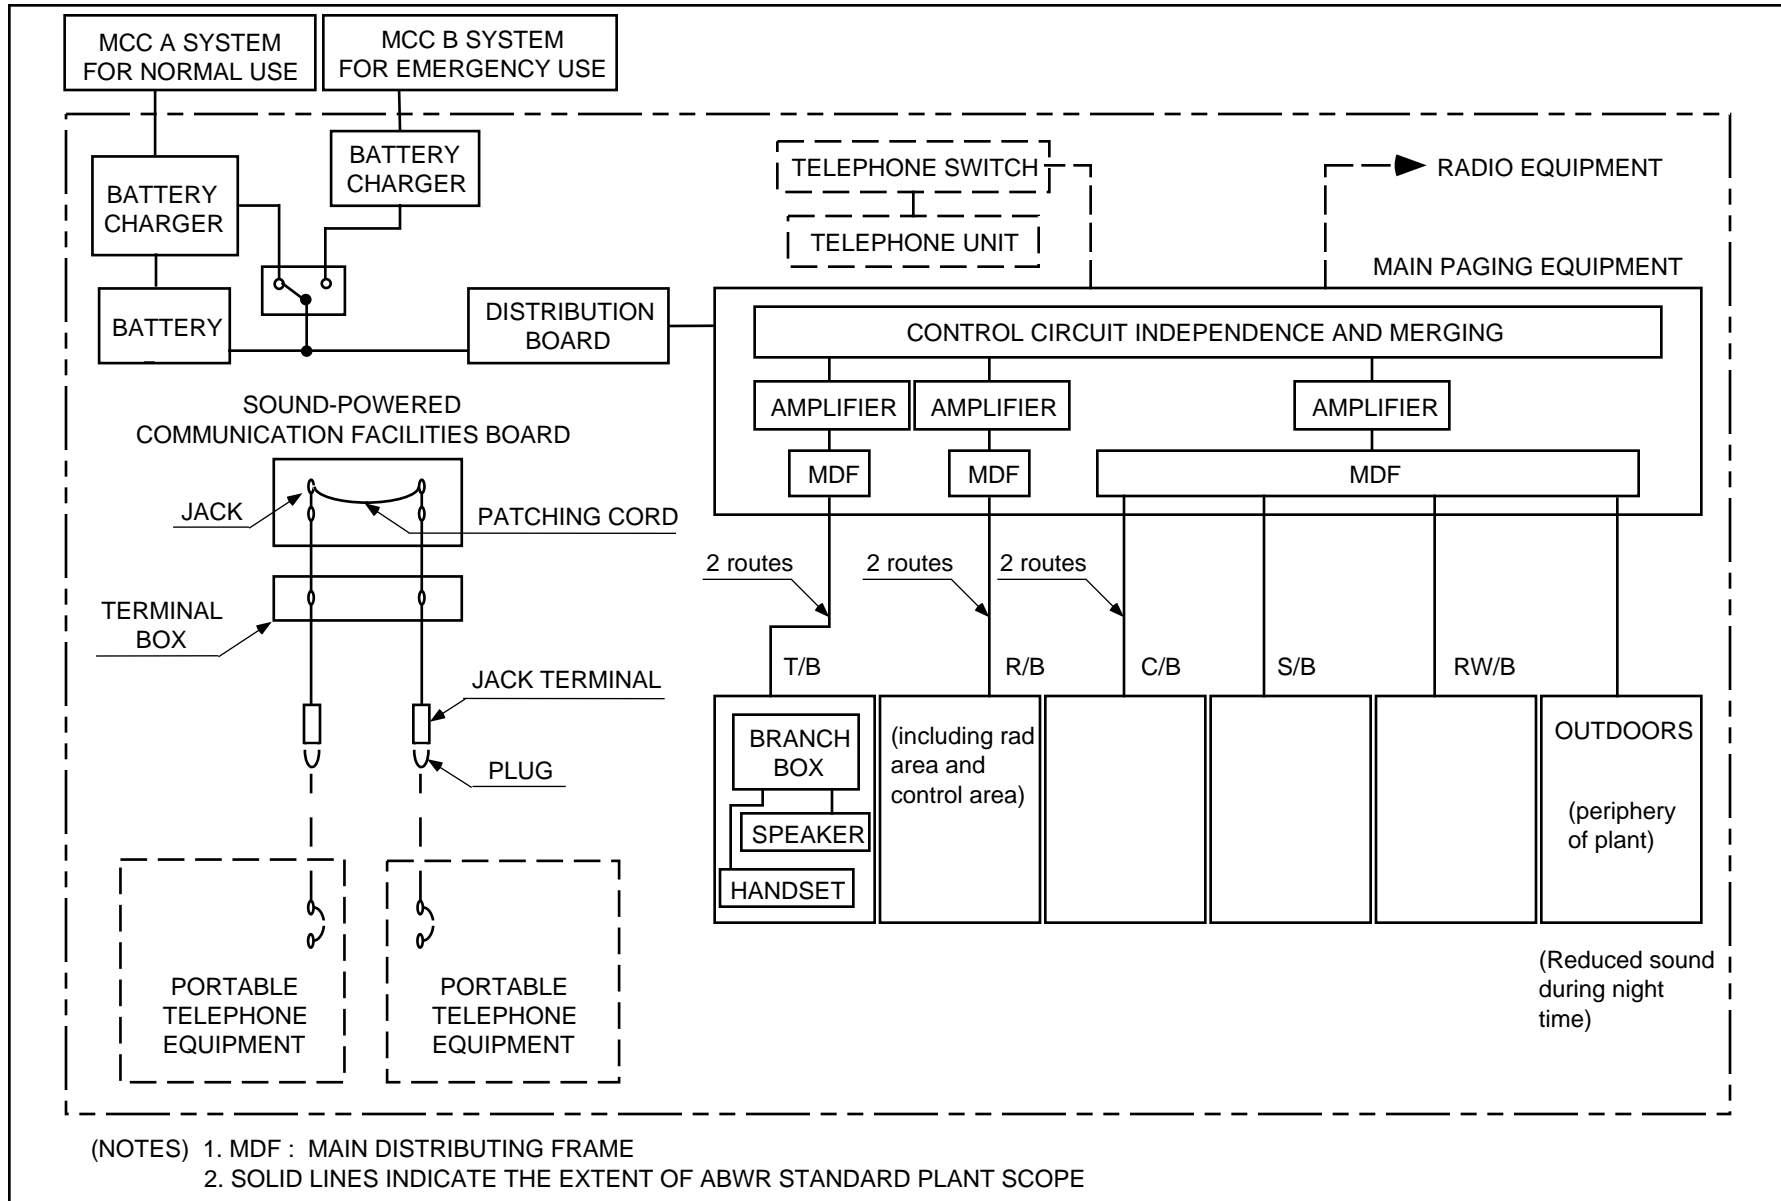 MCC A SYSTEM
FOR NORMAL USE
MCC B SYSTEM
FOR EMERGENCY USE
BATTERY
CHARGER
BATTERY
CHARGER
BATTERY
DISTRIBUTION
BOARD
TELEPHONE SWITCH
TELEPHONE UNIT
RADIO EQUIPMENT
MAIN PAGING EQUIPMENT
CONTROL CIRCUIT INDEPENDENCE AND MERGING
AMPLIFIER
AMPLIFIER
AMPLIFIER
MDF
MDF
MDF
SOUND-POWERED
COMMUNICATION FACILITIES BOARD
JACK
PATCHING CORD
TERMINAL
BOX
JACK TERMINAL
PLUG
PORTABLE
TELEPHONE
EQUIPMENT
PORTABLE
TELEPHONE
EQUIPMENT
2 routes
2 routes
2 routes
T/B
R/B
C/B
S/B
RW/B
BRANCH
BOX
SPEAKER
HANDSET
(including rad
area and
control area)
OUTDOORS
(periphery
of plant)
(Reduced sound
during night
time)
(NOTES) 1. MDF : MAIN DISTRIBUTING FRAME
2. SOLID LINES INDICATE THE EXTENT OF ABWR STANDARD PLANT SCOPE